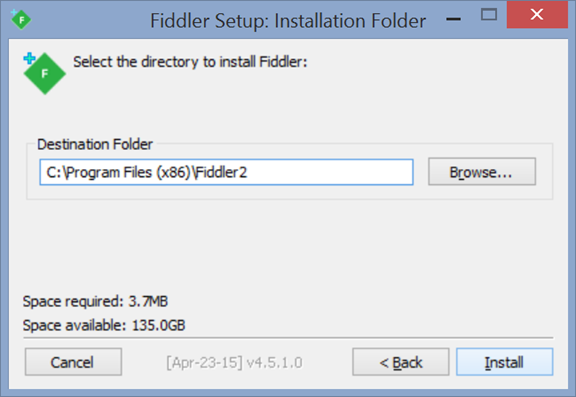 Fiddler Setup: Installation Folder
F
Select the directory to install Fiddler:
Destination Folder
C:\Program Files (x86)\Fiddler2
Browse...
Space required: 3.7MB
Space available: 135.0GB
Cancel
[Apr-23-15] v4.5.1.0
< Back
Install